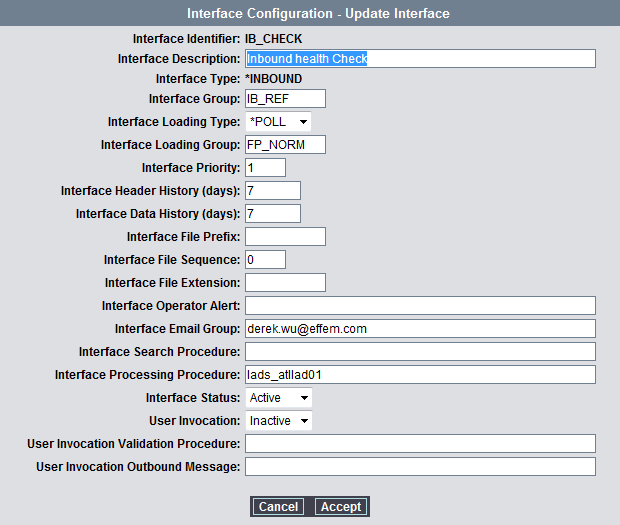 Interface Configuration - Update Interface
Interface Identifier: IB_CHECK
Interface Description: Inbound health Check
Interface Type: *INBOUND
Interface Group: IB_REF
Interface Loading Type: *POLL
Interface Loading Group: FP_NORM
Interface Priority: 1
Interface Header History (days): 7
Interface Data History (days): 7
Interface File Prefix:
Interface File Sequence: 0
Interface File Extension:
Interface Operator Alert:
Interface Email Group: derek.wu@effem.com
Interface Search Procedure:
Interface Processing Procedure: lads_atllad01
Interface Status: Active
User Invocation: Inactive
User Invocation Validation Procedure:
User Invocation Outbound Message:
Cancel Accept